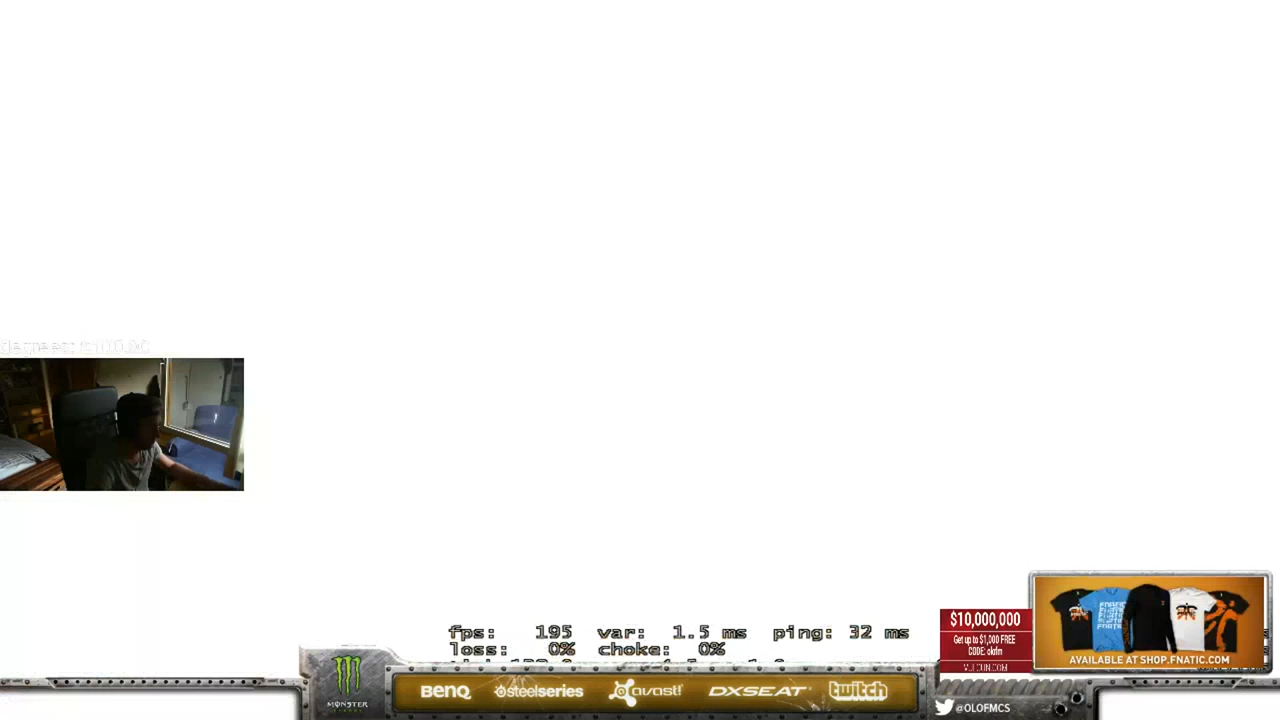 fps: 195 var: 1.5 ms ping: 32 ms
loss: 0% choke: 0%
$10,000,000
Get up to $1,000 FREE
CODE: olofm
AVAILABLE AT SHOP.FNATIC.COM
MONSTER
BENQ steelseries avast! DXSEAT twitch
@OLOFMCS